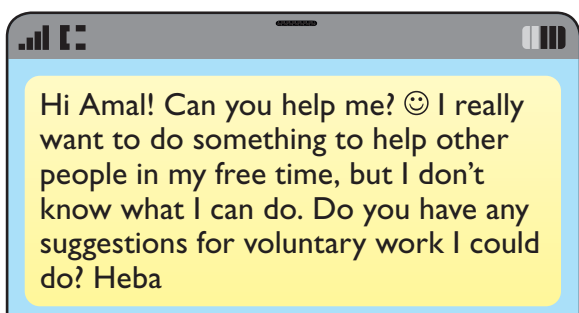 Hi Amal! Can you help me? ☺ I really
want to do something to help other
people in my free time, but I don’t
know what I can do. Do you have any
suggestions for voluntary work I could
do? Heba